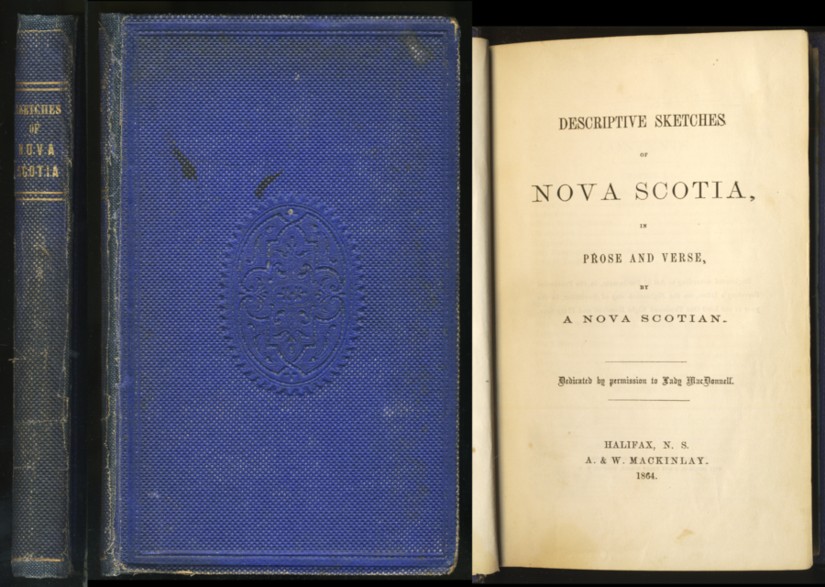 SKETCHES
OF
NOVA
SCOTIA
DESCRIPTIVE SKETCHES
OF
NOVA SCOTIA,
IN
PROSE AND VERSE,
BY
A NOVA SCOTIAN.
Dedicated by permission to Lady MacDonnell.
HALIFAX, N. S.
A. & W. MACKINLAY.
1864.